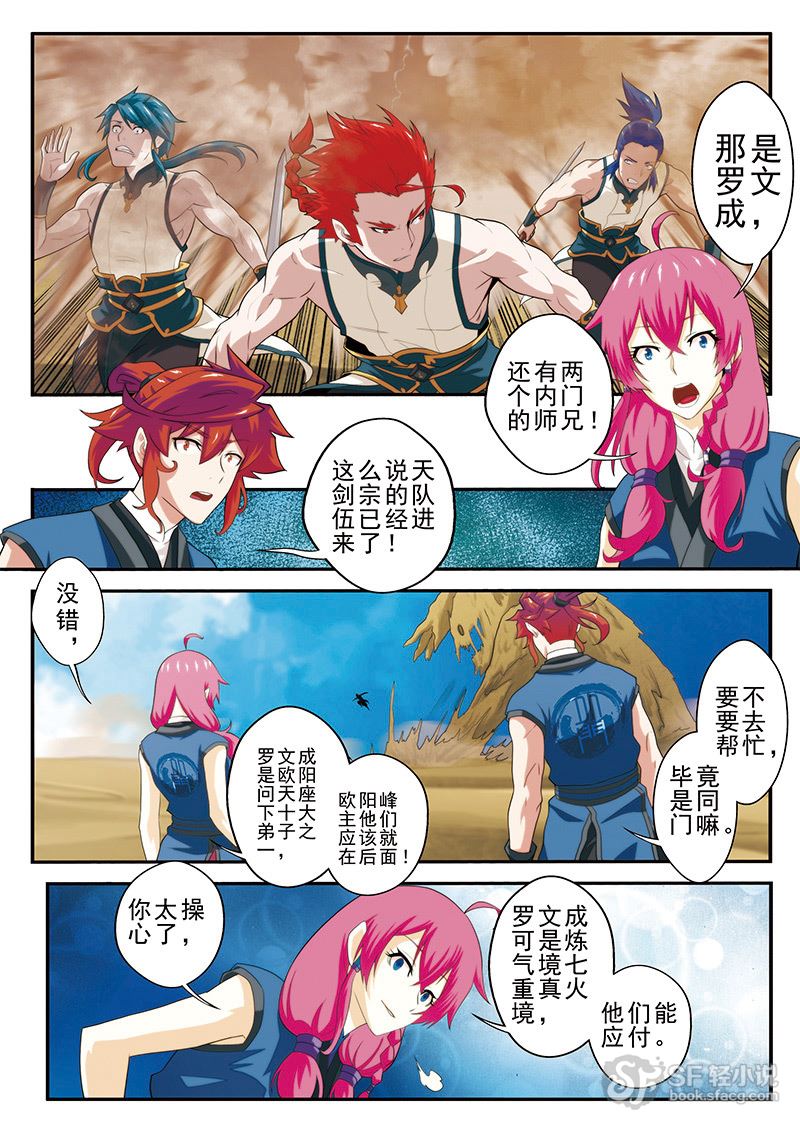 那是罗文成，
还有两
个内门
的师兄！
这么说天
剑宗的队
伍已经进
来了！
没错，
罗文成
是欧阳
问天座
下十大
弟子之
一，
欧阳峰
主他们
应该就
在后面！
要不
要去
帮忙，
毕竟
是同
门嘛。
你太操
心了，
罗文成
可是炼
气境七
重真火
境，
他们能
应付。
SF轻小说
book.sfacg.com